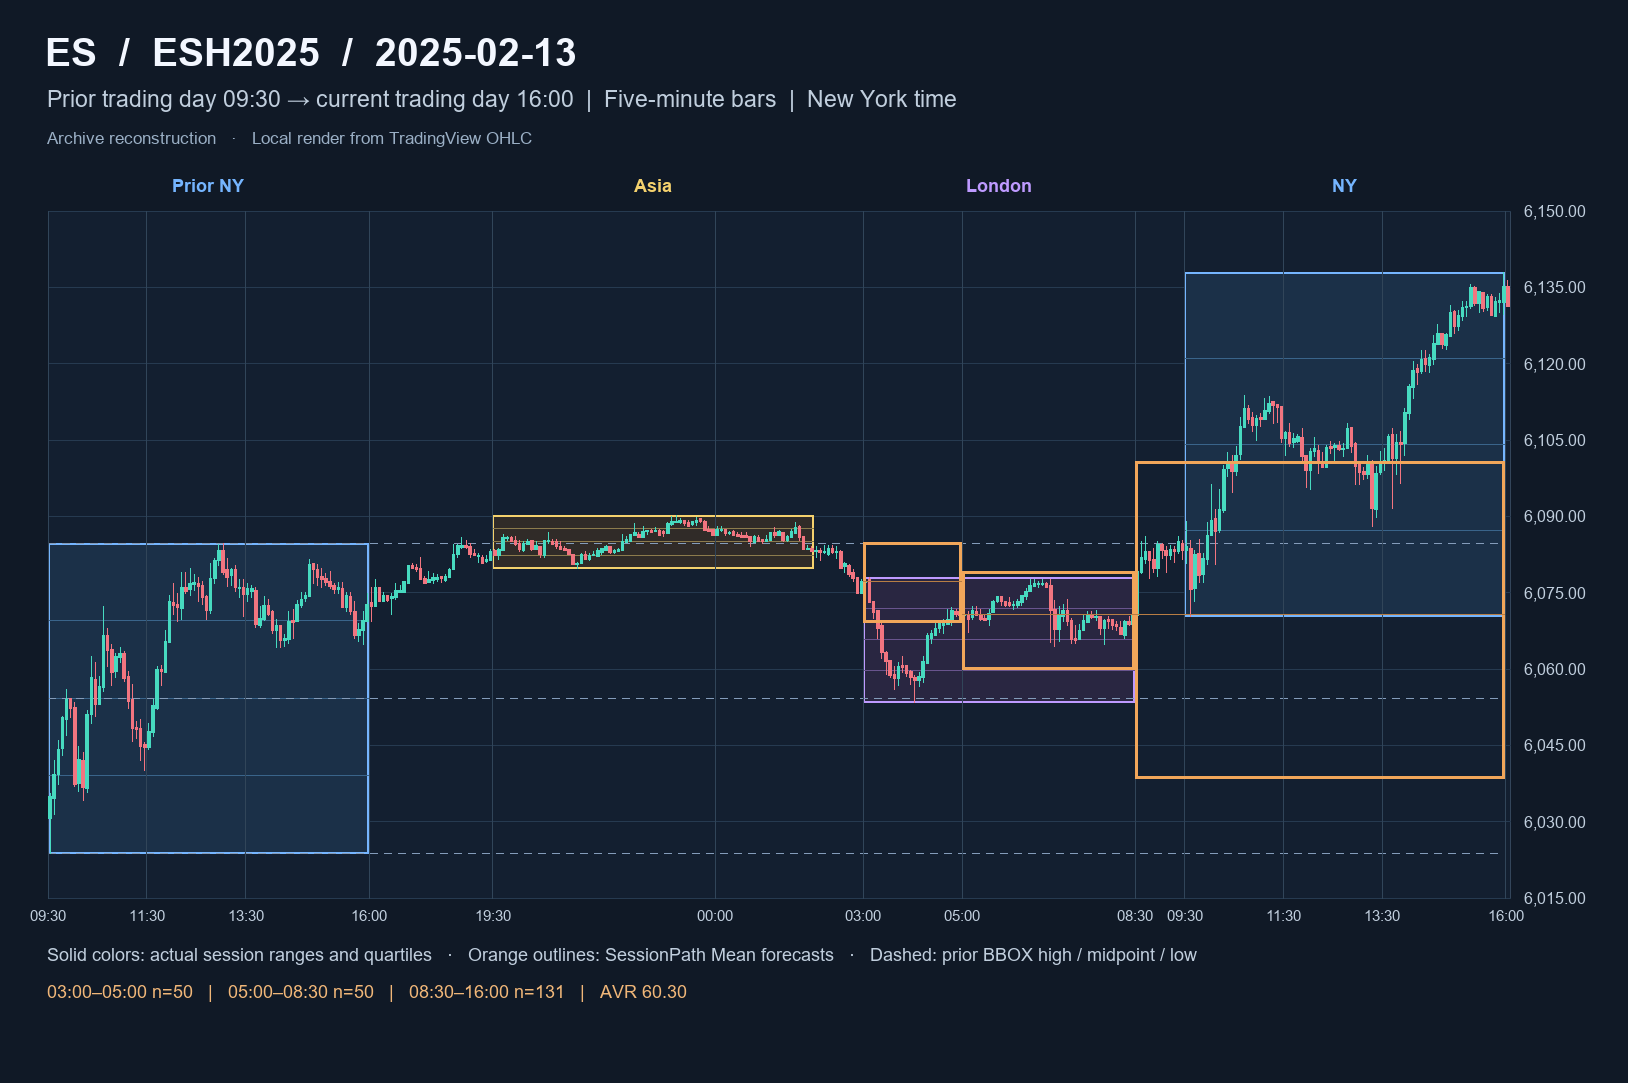 ES / ESH2025 / 2025-02-13
Prior trading day 09:30 → current trading day 16:00 | Five-minute bars | New York time
Archive reconstruction · Local render from TradingView OHLC
Prior NY Asia London NY
6,150.00
6,135.00
6,120.00
6,105.00
6,090.00
6,075.00
6,060.00
6,045.00
6,030.00
6,015.00
09:30 11:30 13:30 16:00 19:30 00:00 03:00 05:00 08:30 09:30 11:30 13:30 16:00
Solid colors: actual session ranges and quartiles · Orange outlines: SessionPath Mean forecasts · Dashed: prior BBOX high / midpoint / low
03:00–05:00 n=50 | 05:00–08:30 n=50 | 08:30–16:00 n=131 | AVR 60.30